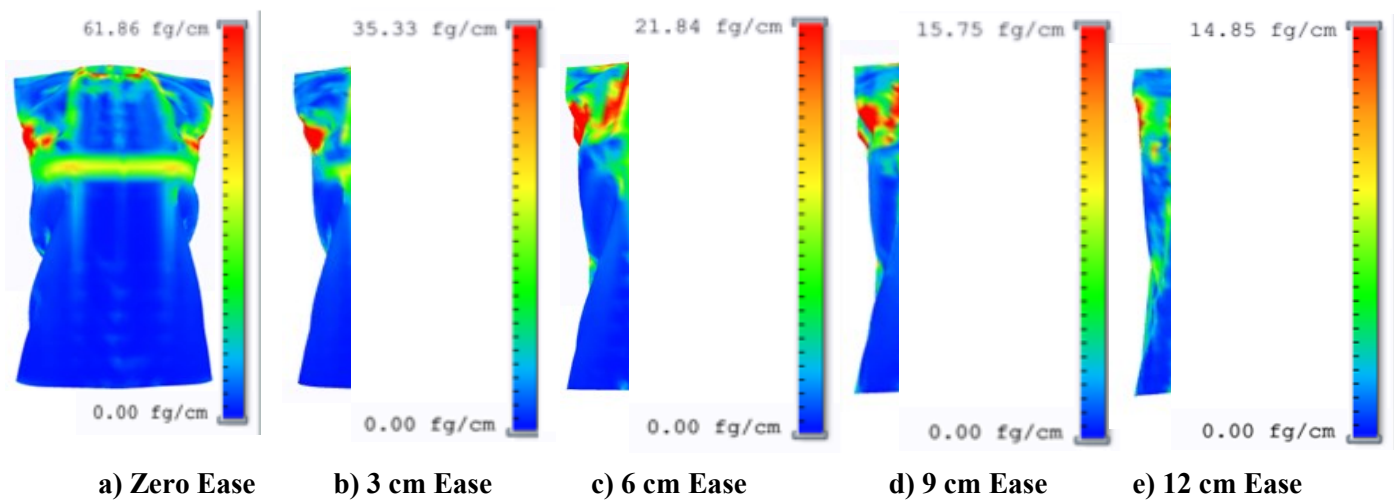 61.86 fg/cm
35.33 fg/cm
21.84 fg/cm
15.75 fg/cm
14.85 fg/cm
0.00 fg/cm
0.00 fg/cm
0.00 fg/cm
0.00 fg/cm
0.00 fg/cm
a) Zero Ease
b) 3 cm Ease
c) 6 cm Ease
d) 9 cm Ease
e) 12 cm Ease